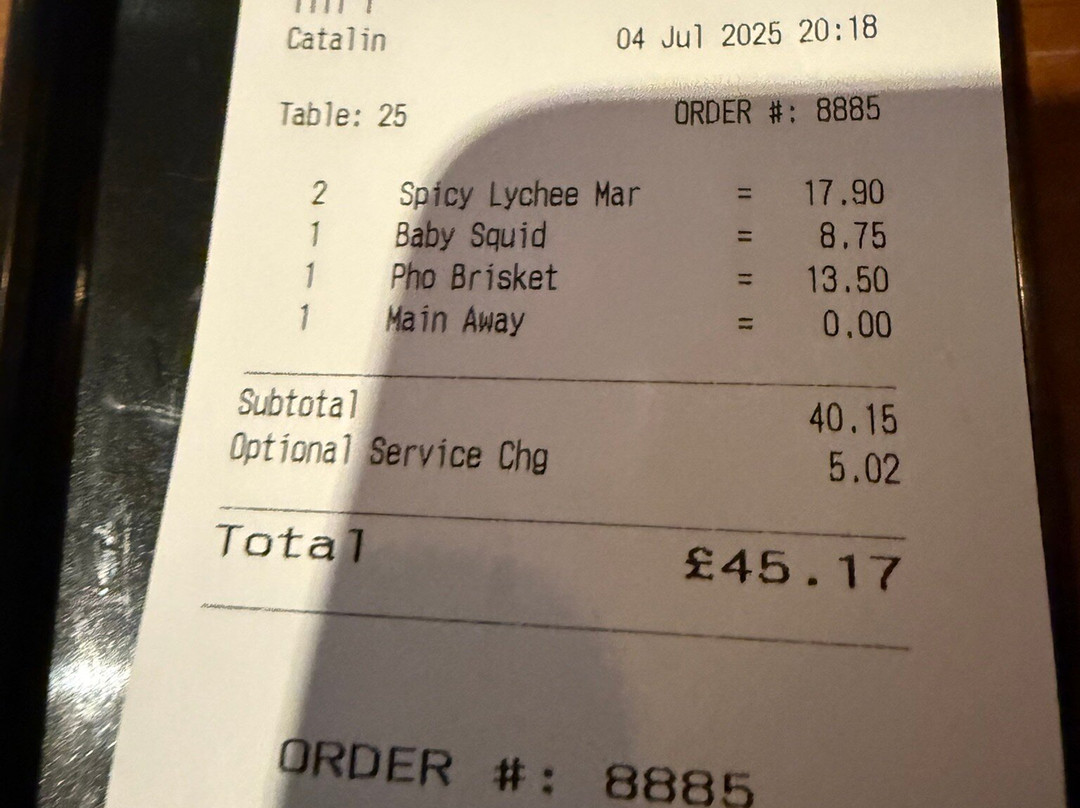 Catalin 04 Jul 2025 20:18
Table: 25 ORDER #: 8885
2 Spicy Lychee Mar = 17.90
1 Baby Squid = 8.75
1 Pho Brisket = 13.50
1 Main Away = 0.00
Subtotal 40.15
Optional Service Chg 5.02
Total £45.17
ORDER #: 8885